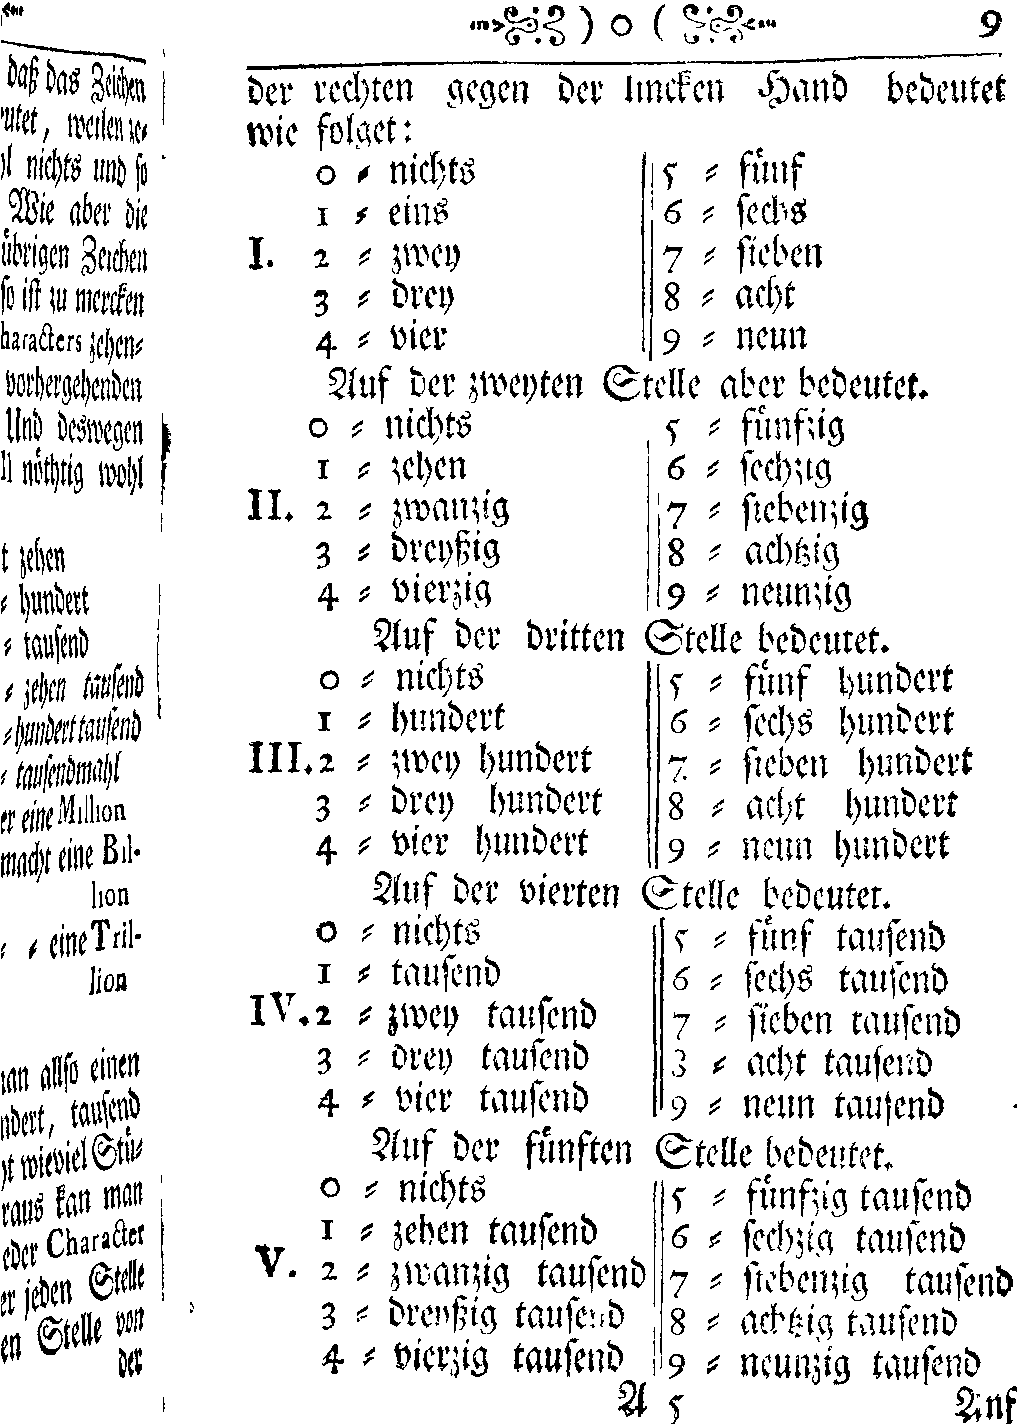 daß das Zeichen
utet, weilen ze-
nichts und so
Wie aber die
übrigen Zeichen
so ist zu mercken
haracters zehen-
vorhergehenden
Und deswegen
nöthtig wohl
t zehen
- hundert
- tausend
- zehen tausend
- hundert tausend
- tausendmahl
er eine Million
macht eine Bil-
lion
- - eine Tril-
lion
man allso einen
ndert, tausend
wieviel Stü-
raus kan man
eder Character
er jeden Stelle
en Stelle von
der
) o ( 9
der rechten gegen der lincken Hand bedeutet
wie folget:
0 - nichts 5 - fünf
1 - eins 6 - sechs
I. 2 - zwey 7 - sieben
3 - drey 8 - acht
4 - vier 9 - neun
Auf der zweyten Stelle aber bedeutet.
0 - nichts 5 - fünfzig
1 - zehen 6 - sechzig
II. 2 - zwanzig 7 - siebenzig
3 - dreyßig 8 - achtzig
4 - vierzig 9 - neunzig
Auf der dritten Stelle bedeutet.
0 - nichts 5 - fünf hundert
1 - hundert 6 - sechs hundert
III. 2 - zwey hundert 7 - sieben hundert
3 - drey hundert 8 - acht hundert
4 - vier hundert 9 - neun hundert
Auf der vierten Stelle bedeutet.
0 - nichts 5 - fünf tausend
1 - tausend 6 - sechs tausend
IV. 2 - zwey tausend 7 - sieben tausend
3 - drey tausend 8 - acht tausend
4 - vier tausend 9 - neun tausend
Auf der fünften Stelle bedeutet.
0 - nichts 5 - fünfzig tausend
1 - zehen tausend 6 - sechzig tausend
V. 2 - zwanzig tausend 7 - siebenzig tausend
3 - dreyßig tausend 8 - achtzig tausend
4 - vierzig tausend 9 - neunzig tausend
A 5 Auf